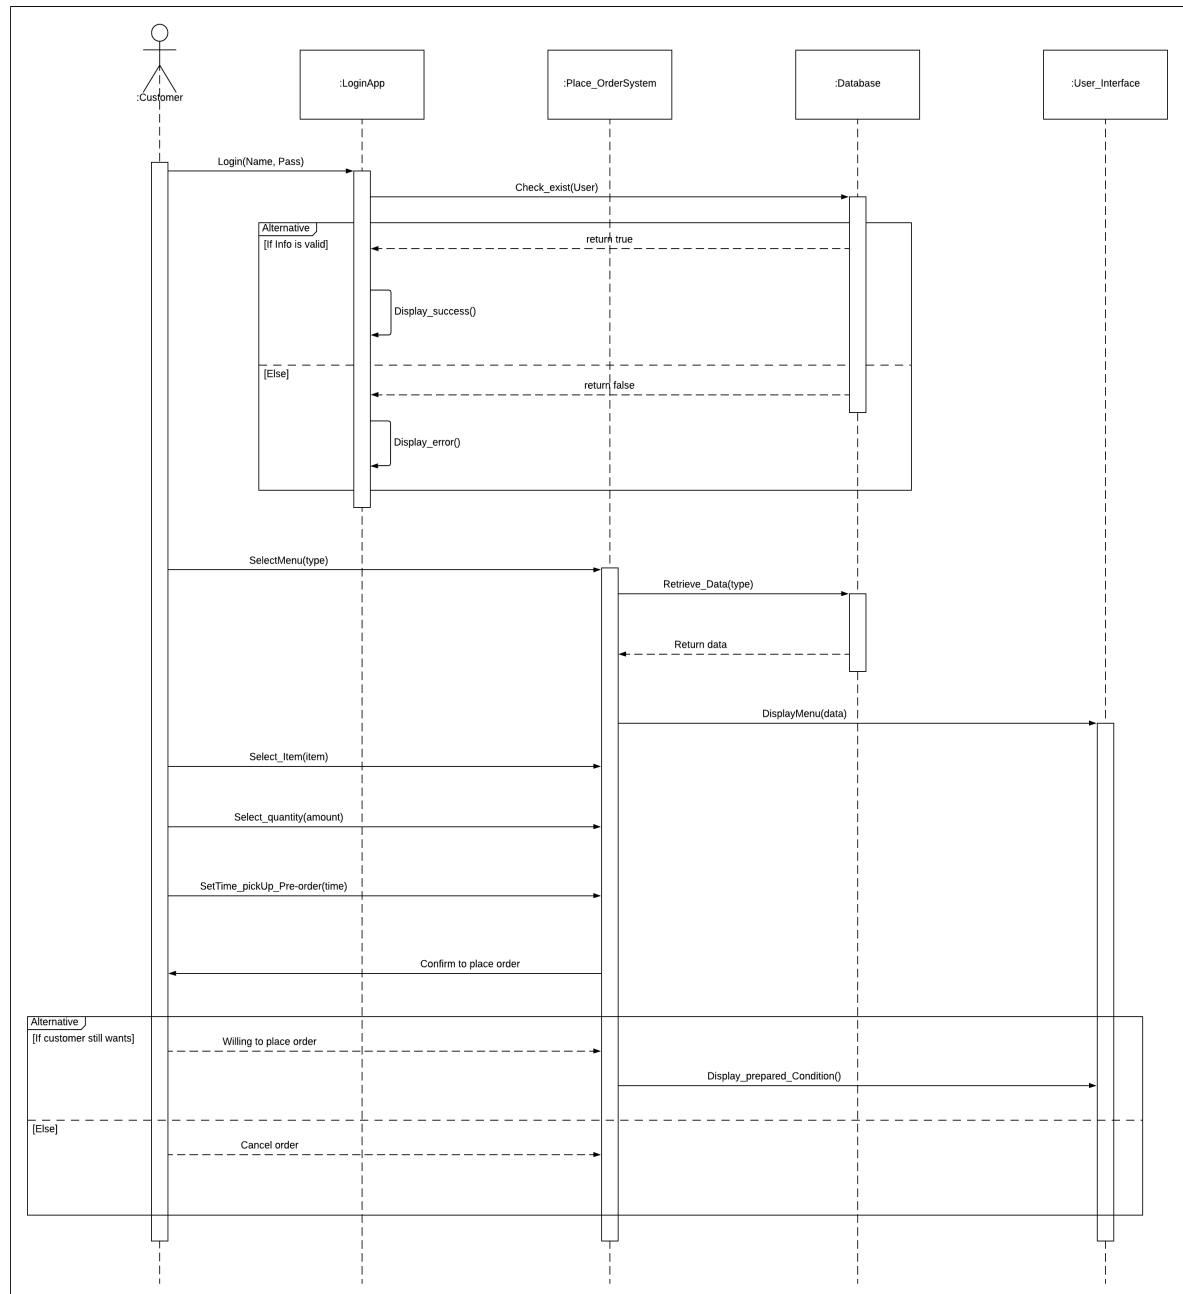 :Customer
:LoginApp
:Place_OrderSystem
:Database
:User_Interface
Login(Name, Pass)
Check_exist(User)
Alternative
[If Info is valid]
return true
Display_success()
[Else]
return false
Display_error()
SelectMenu(type)
Retrieve_Data(type)
Return data
DisplayMenu(data)
Select_Item(item)
Select_quantity(amount)
SetTime_pickUp_Pre-order(time)
Confirm to place order
Alternative
[If customer still wants]
Willing to place order
Display_prepared_Condition()
[Else]
Cancel order